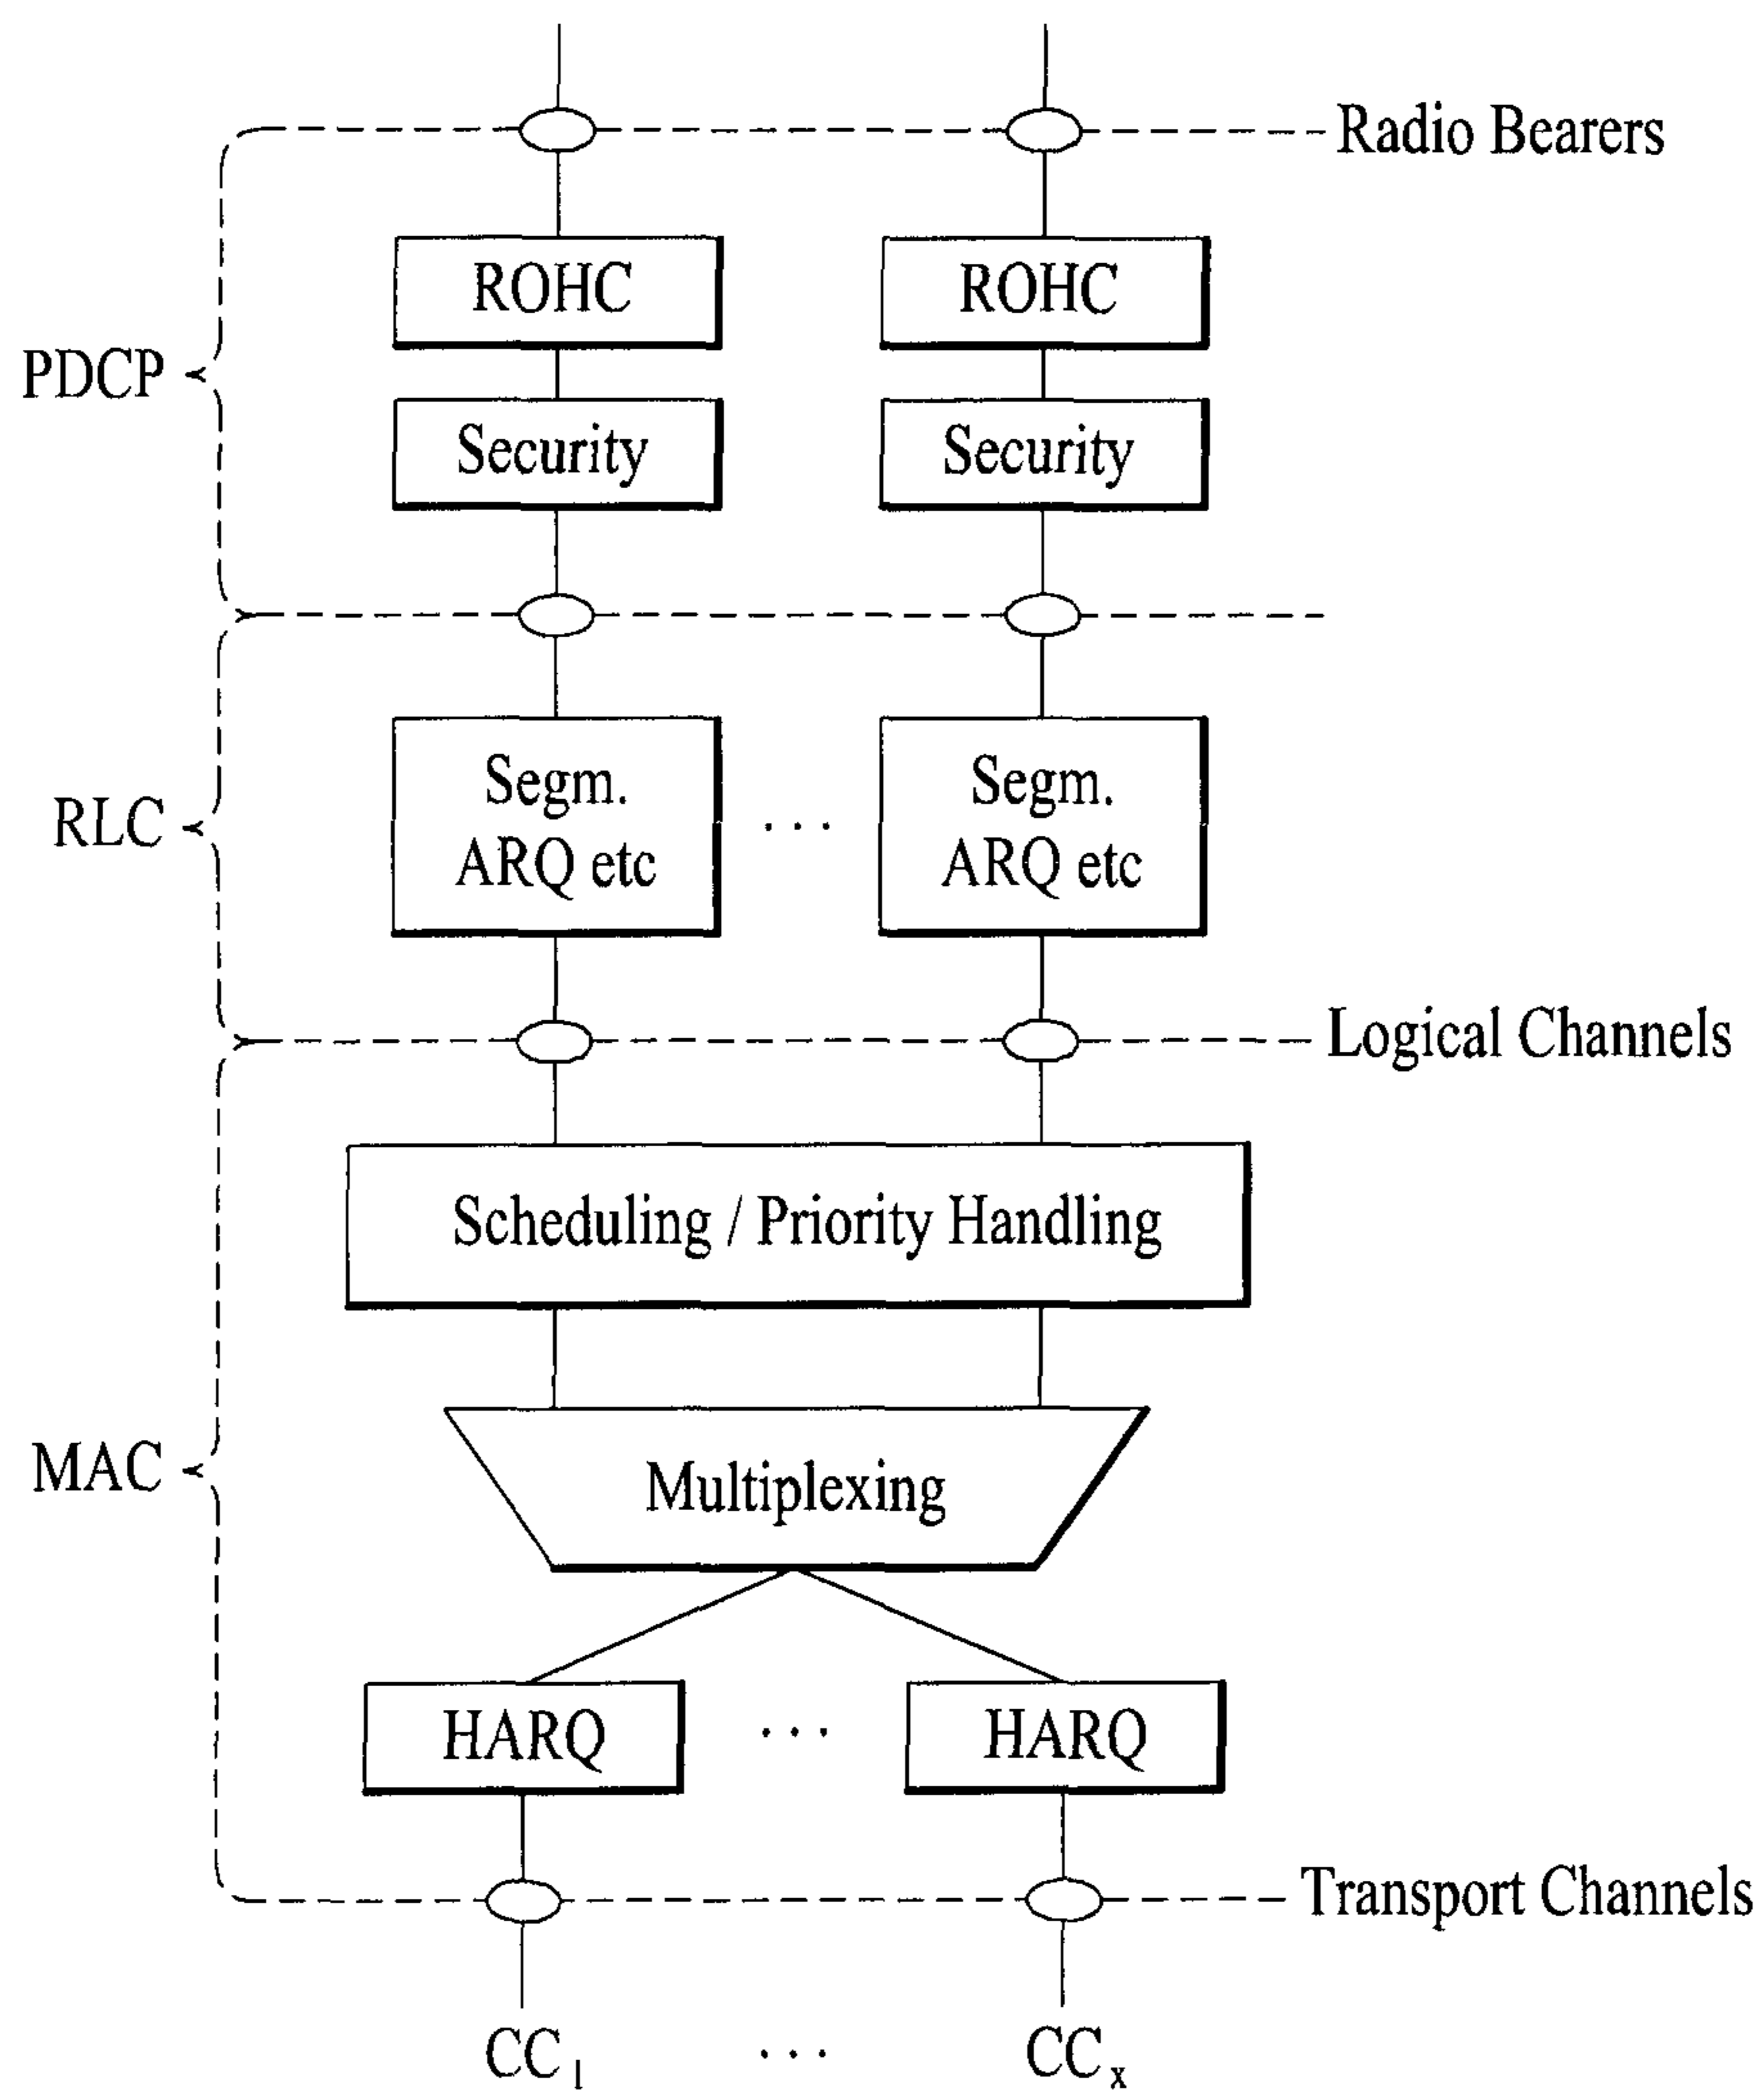 Radio Bearers
ROHC
ROHC
PDCP
Security
Security
Segm.
ARQ etc
RLC
...
Segm.
ARQ etc
Logical Channels
Scheduling / Priority Handling
MAC
Multiplexing
HARQ
...
HARQ
Transport Channels
CC1
...
CCx